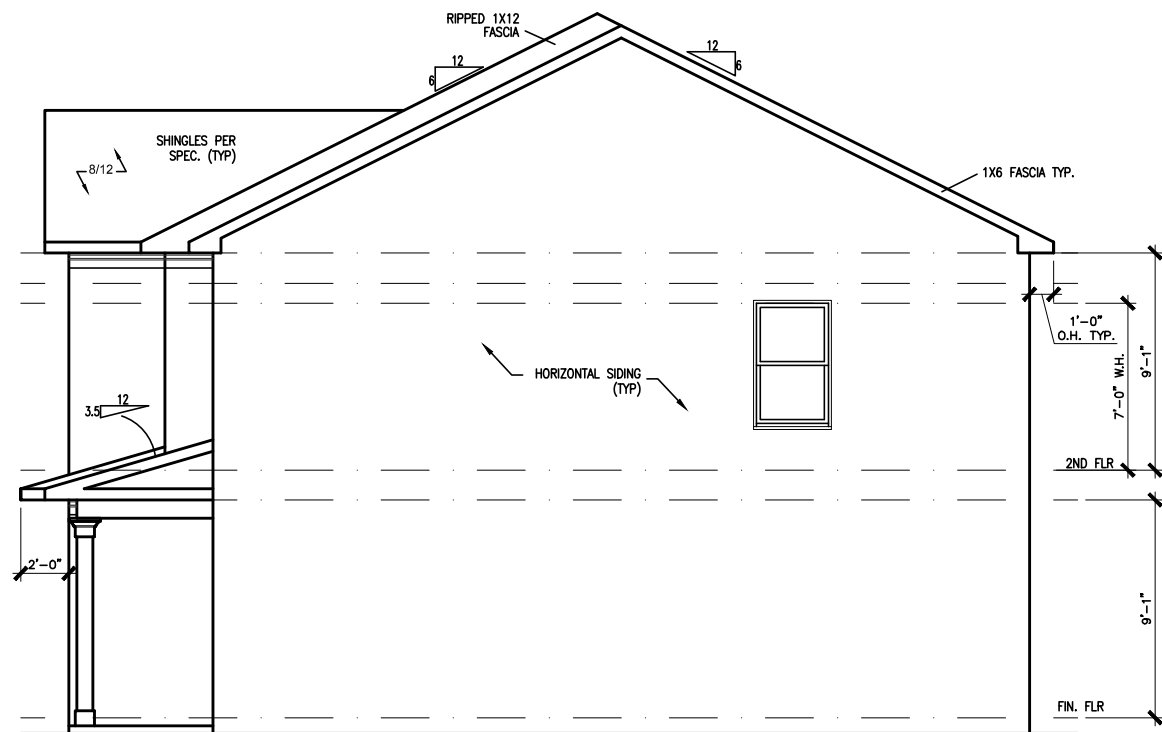 RIPPED 1X12
FASCIA
12
6
12
6
SHINGLES PER
SPEC. (TYP)
8/12
1X6 FASCIA TYP.
1'-0"
O.H. TYP.
7'-0" W.H.
9'-1"
HORIZONTAL SIDING
(TYP)
12
3.5
2ND FLR
2'-0"
9'-1"
FIN. FLR